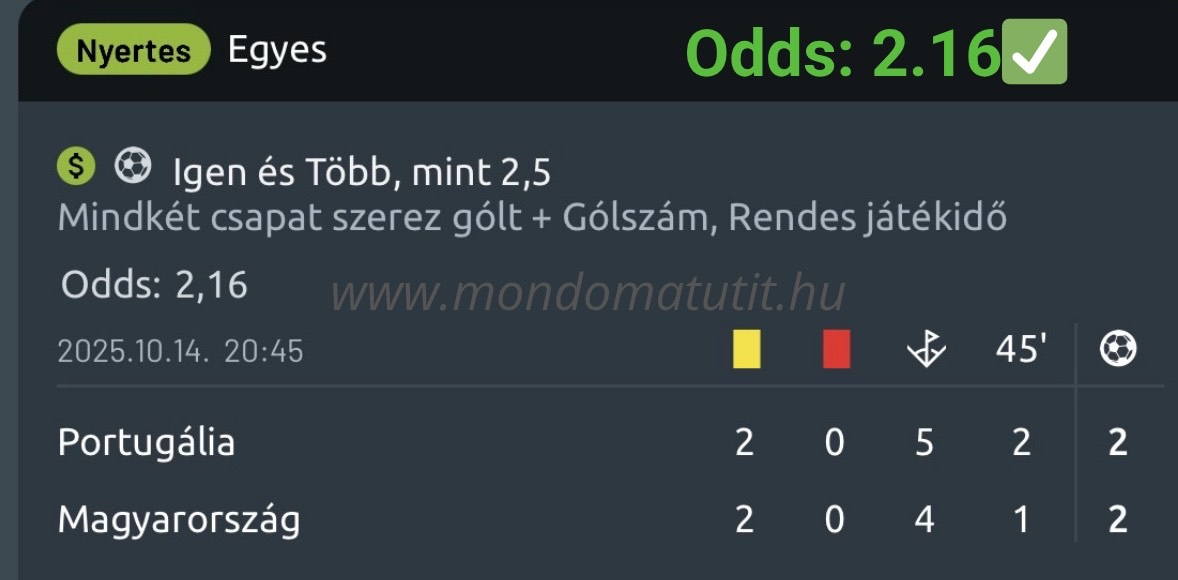 Nyertes Egyes Odds: 2.16
Igen és Több, mint 2,5
Mindkét csapat szerez gólt + Gólszám, Rendes játékidő
Odds: 2,16
www.mondomatutit.hu
2025.10.14. 20:45 45'
Portugália 2 0 5 2 2
Magyarország 2 0 4 1 2